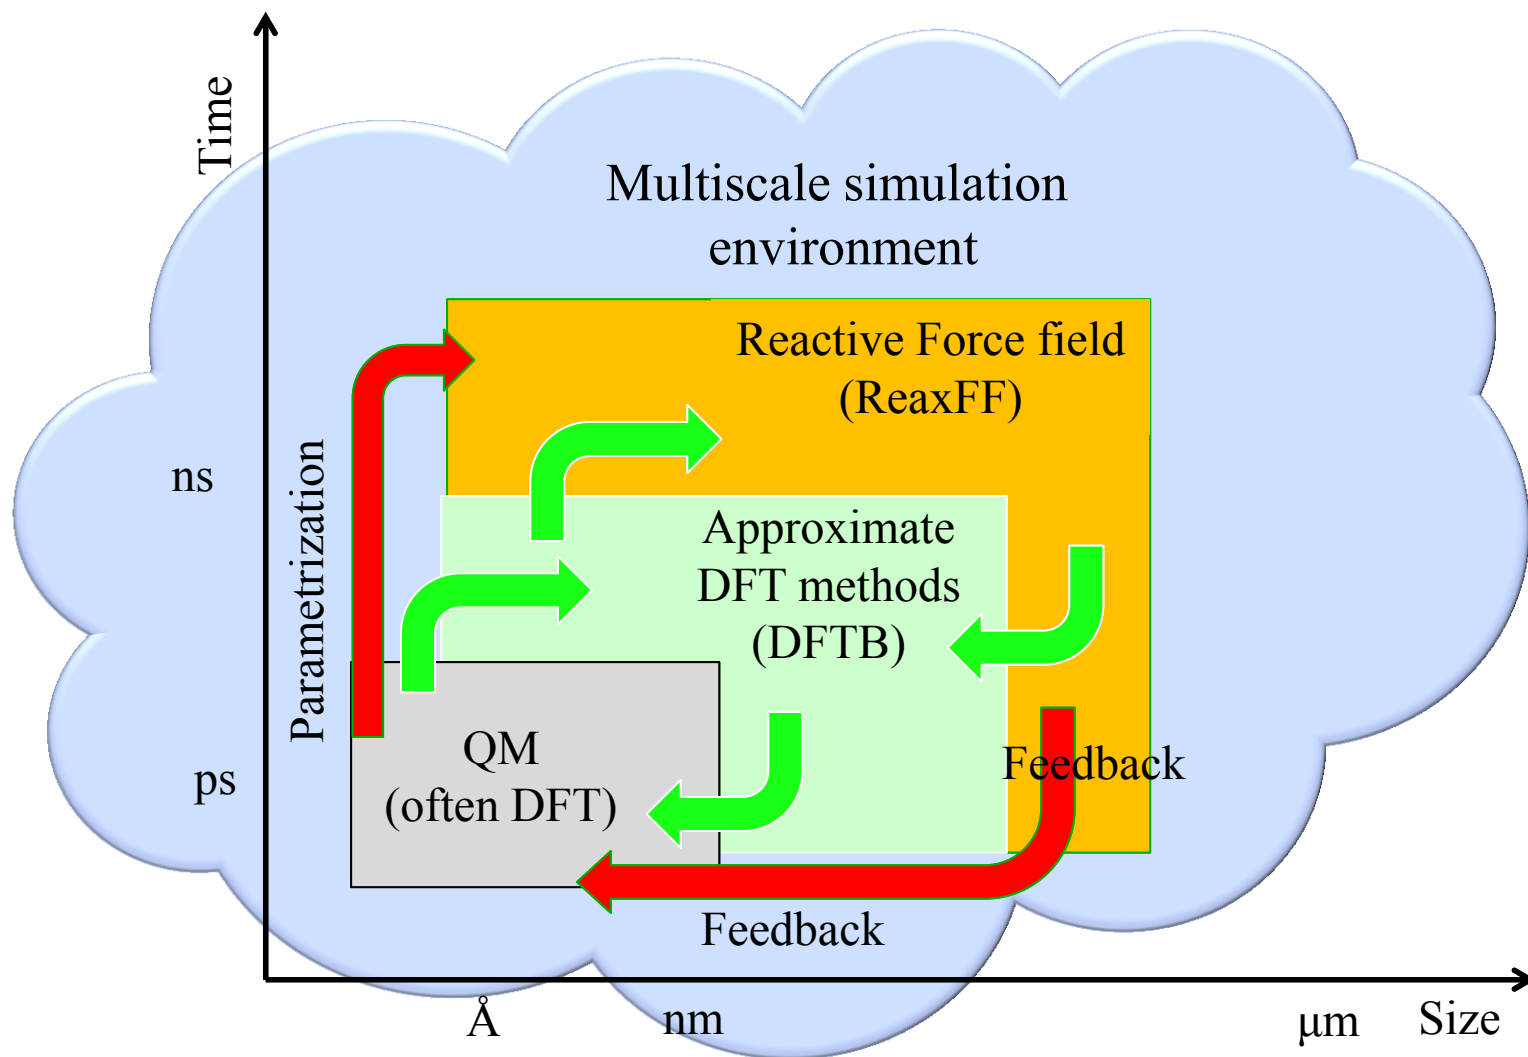 Time
Multiscale simulation
environment
Reactive Force field
(ReaxFF)
ns
Parametrization
Approximate
DFT methods
(DFTB)
QM
(often DFT)
ps
Feedback
Feedback
Å
nm
μm
Size